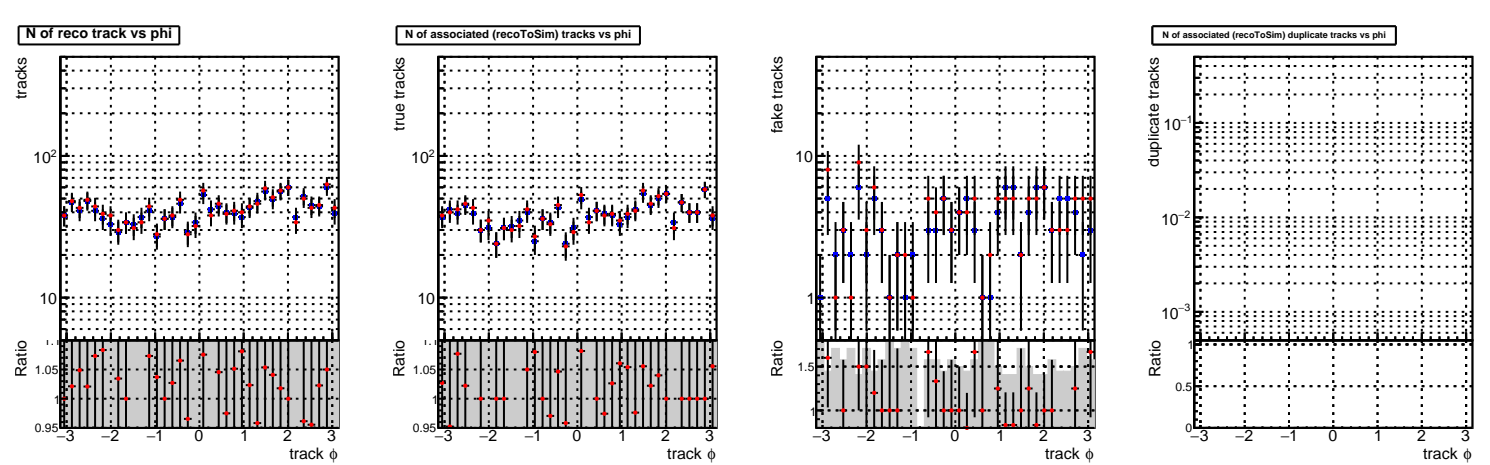 N of reco track vs phi
tracks
10²
10
Ratio
1.1
1.05
1
0.95
−3 −2 −1 0 1 2 3
track ϕ
N of associated (recoToSim) tracks vs phi
true tracks
10²
10
Ratio
1.05
1
0.95
−3 −2 −1 0 1 2 3
track ϕ
fake tracks
10
1
Ratio
1.5
1
−3 −2 −1 0 1 2 3
track ϕ
N of associated (recoToSim) duplicate tracks vs phi
duplicate tracks
10⁻¹
10⁻²
10⁻³
Ratio
1
0.5
0
−3 −2 −1 0 1 2 3
track ϕ